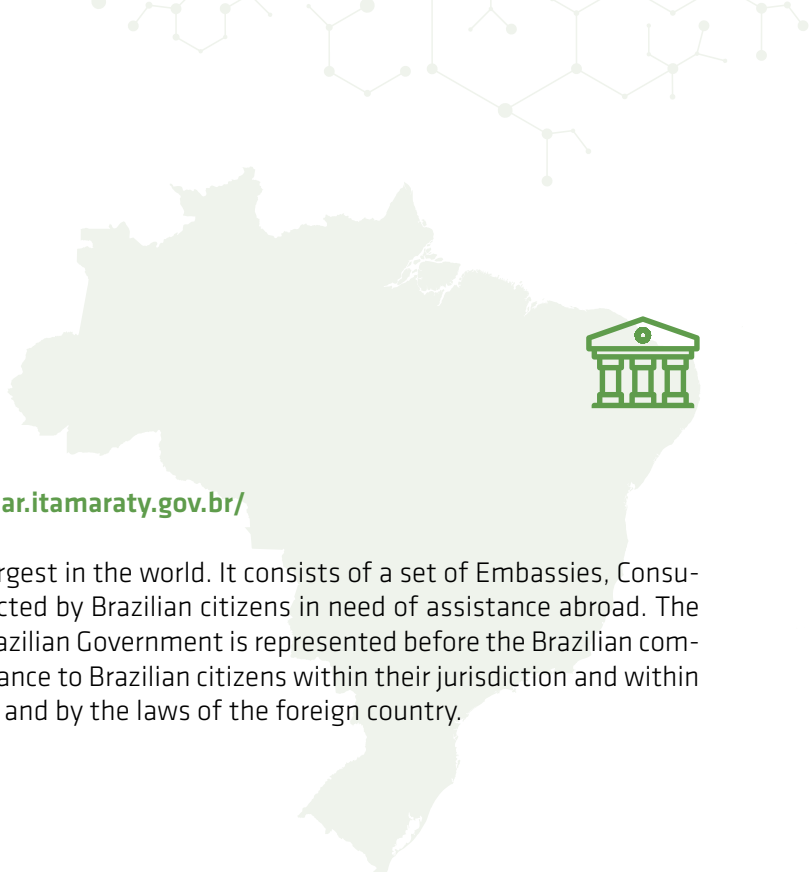 ar.itamaraty.gov.br/
rgest in the world. It consists of a set of Embassies, Consu-
cted by Brazilian citizens in need of assistance abroad. The
azilian Government is represented before the Brazilian com-
ance to Brazilian citizens within their jurisdiction and within
and by the laws of the foreign country.